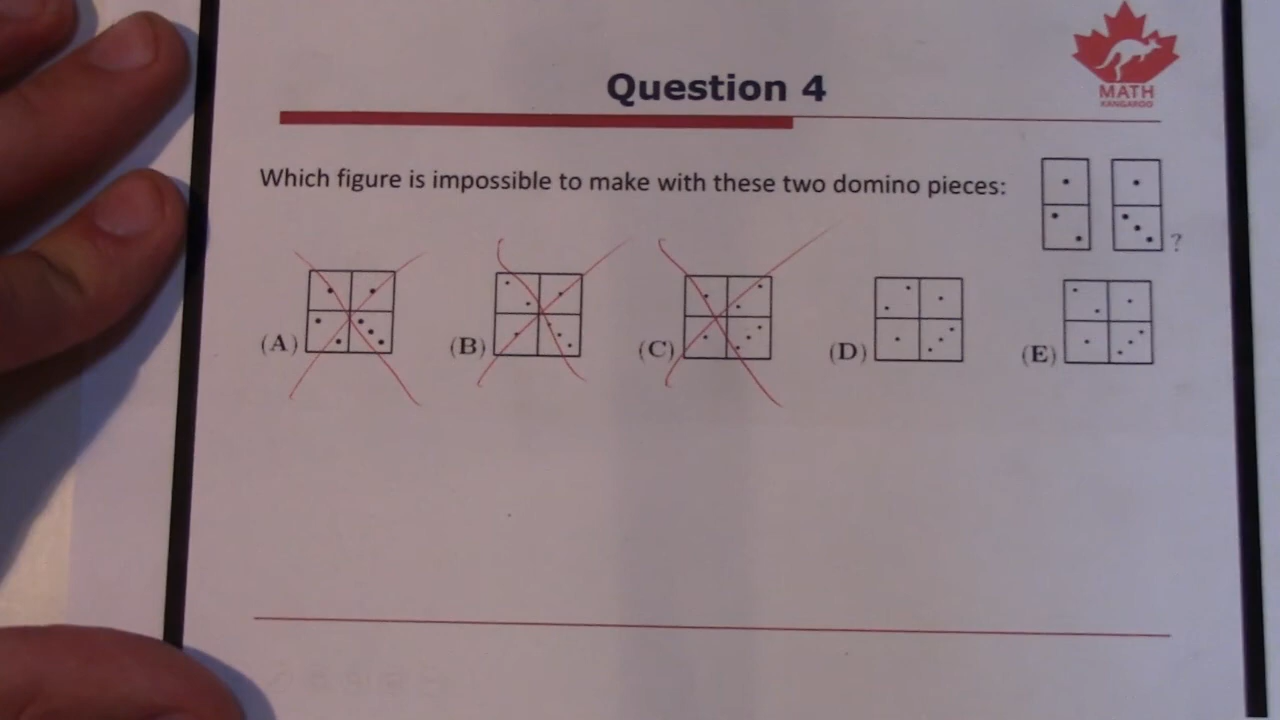 Question 4
MATH
KANGAROO
Which figure is impossible to make with these two domino pieces:
?
(A)
(B)
(C)
(D)
(E)